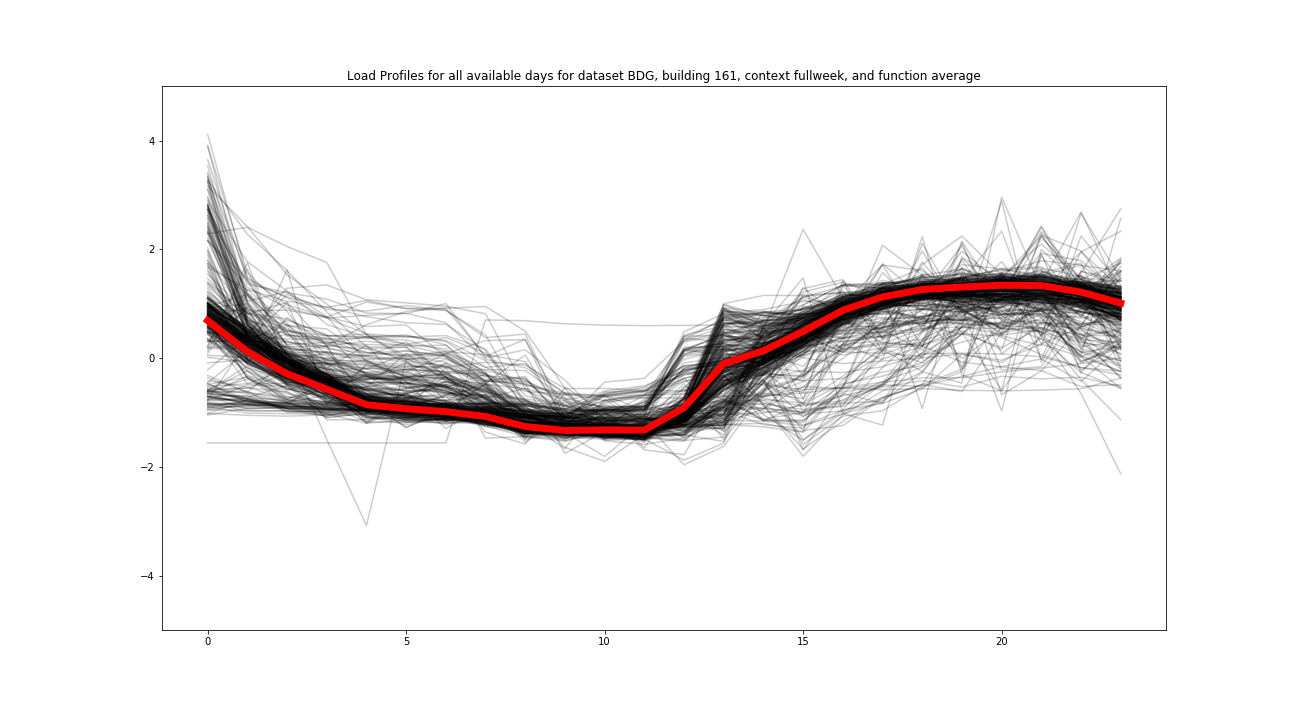 Load Profiles for all available days for dataset BDG, building 161, context fullweek, and function average
4
2
0
−2
−4
0 5 10 15 20